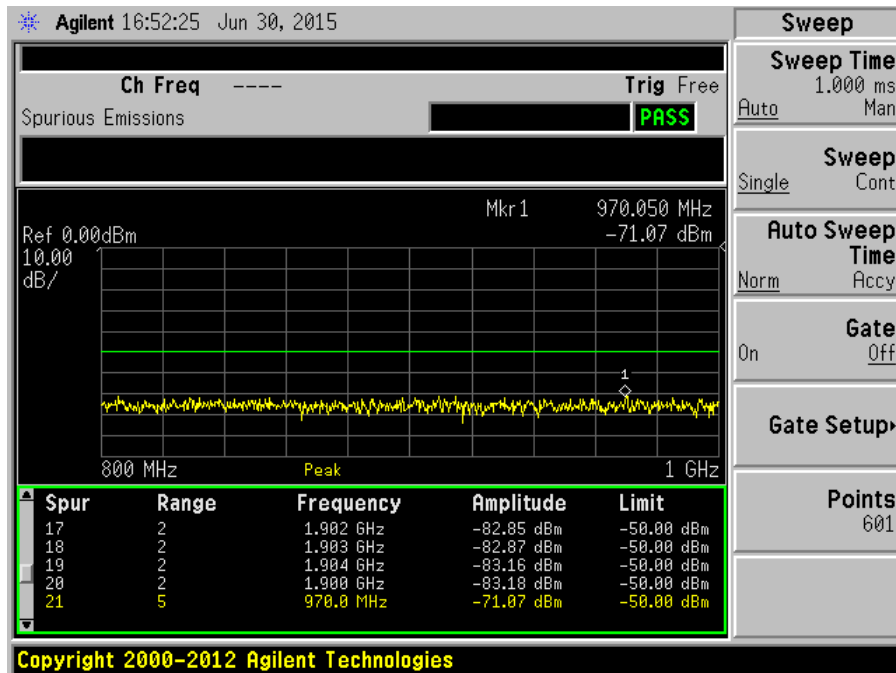 Agilent 16:52:25 Jun 30, 2015
Ch Freq ---- Trig Free
Spurious Emissions PASS
Mkr1 970.050 MHz
Ref 0.00dBm -71.07 dBm
10.00
dB/
1
800 MHz Peak 1 GHz
Spur Range Frequency Amplitude Limit
17 2 1.902 GHz -82.85 dBm -50.00 dBm
18 2 1.903 GHz -82.87 dBm -50.00 dBm
19 2 1.904 GHz -83.16 dBm -50.00 dBm
20 2 1.900 GHz -83.18 dBm -50.00 dBm
21 5 970.0 MHz -71.07 dBm -50.00 dBm
Copyright 2000-2012 Agilent Technologies
Sweep
Sweep Time
1.000 ms
Auto Man
Sweep
Single Cont
Auto Sweep
Time
Norm Accy
Gate
On Off
Gate Setup
Points
601